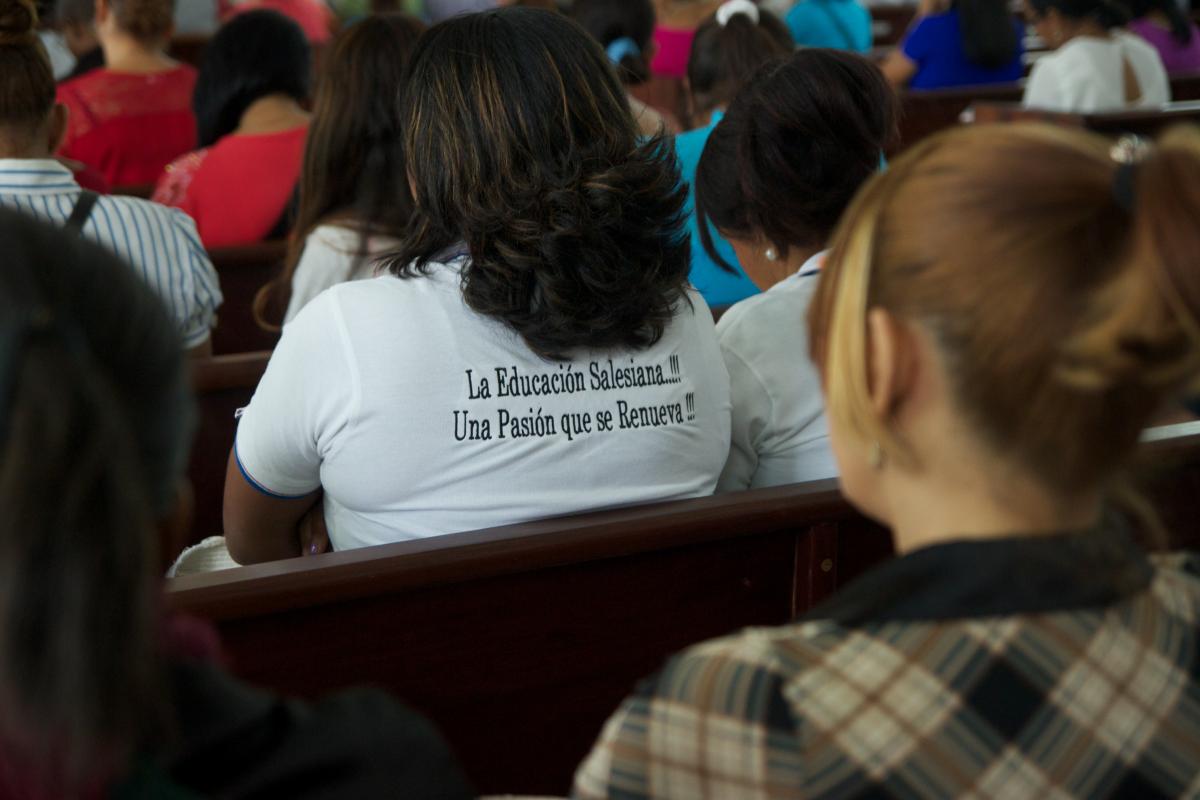 La Educación Salesiana...!!!
Una Pasión que se Renueva !!!